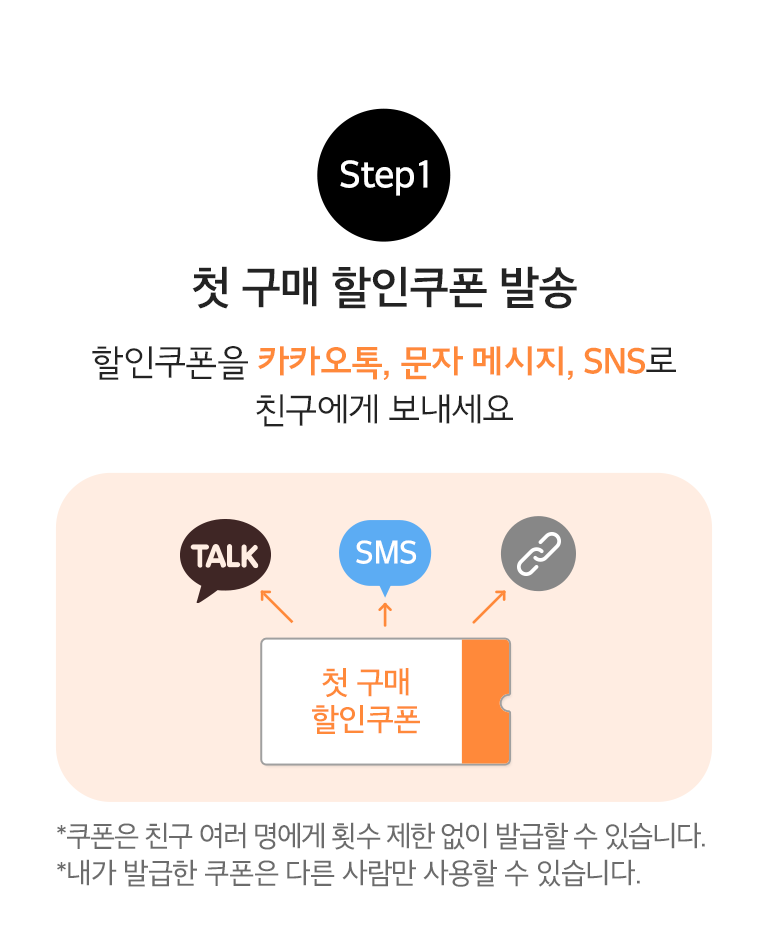 Step1
첫 구매 할인쿠폰 발송
할인쿠폰을 카카오톡, 문자 메시지, SNS로
친구에게 보내세요
TALK
SMS
첫 구매
할인쿠폰
*쿠폰은 친구 여러 명에게 횟수 제한 없이 발급할 수 있습니다.
*내가 발급한 쿠폰은 다른 사람만 사용할 수 있습니다.